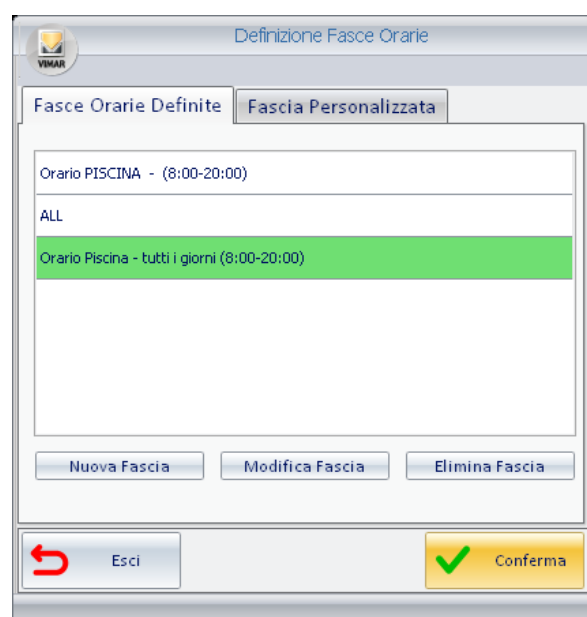 Definizione Fasce Orarie
VIMAR
Fasce Orarie Definite Fascia Personalizzata
Orario PISCINA - (8:00-20:00)
ALL
Orario Piscina - tutti i giorni (8:00-20:00)
Nuova Fascia Modifica Fascia Elimina Fascia
Esci Conferma